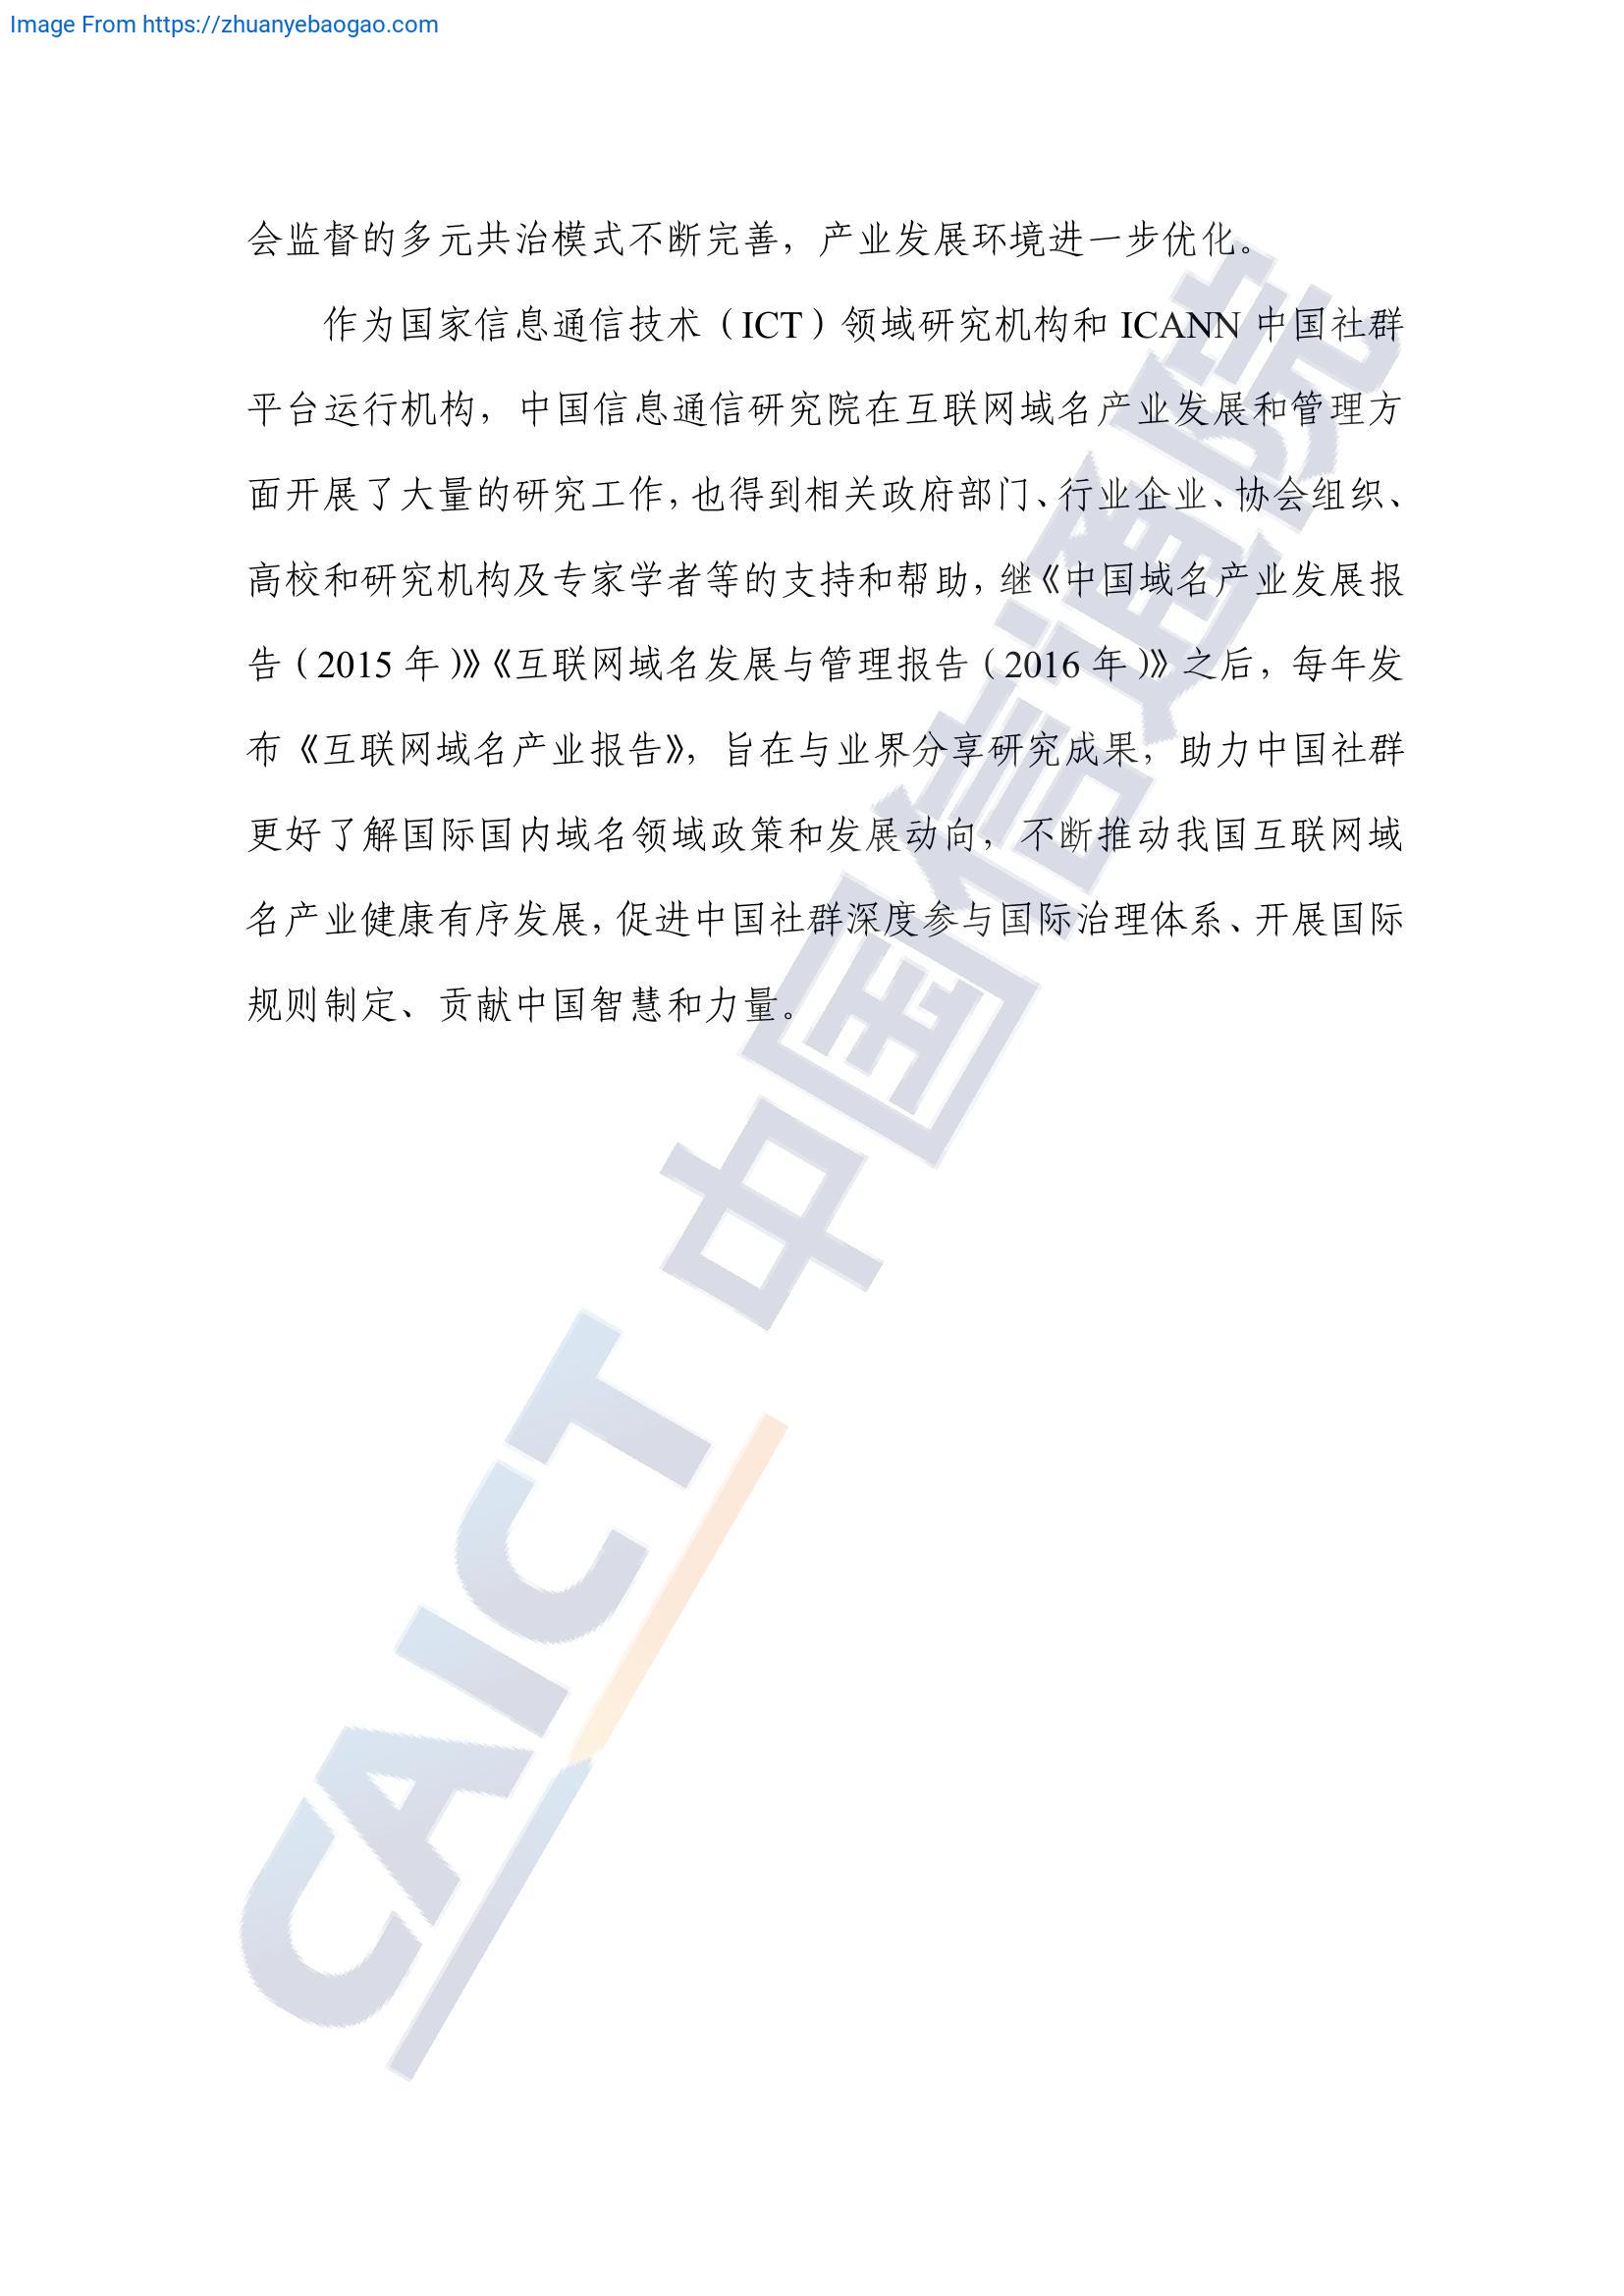 Image From https://zhuanyebaogao.com
会监督的多元共治模式不断完善，产业发展环境进一步优化。
作为国家信息通信技术（ICT）领域研究机构和 ICANN 中国社群
平台运行机构，中国信息通信研究院在互联网域名产业发展和管理方
面开展了大量的研究工作，也得到相关政府部门、行业企业、协会组织、
高校和研究机构及专家学者等的支持和帮助，继《中国域名产业发展报
告（2015 年）》《互联网域名发展与管理报告（2016 年）》之后，每年发
布《互联网域名产业报告》，旨在与业界分享研究成果，助力中国社群
更好了解国际国内域名领域政策和发展动向，不断推动我国互联网域
名产业健康有序发展，促进中国社群深度参与国际治理体系、开展国际
规则制定、贡献中国智慧和力量。
CAICT 中国信通院